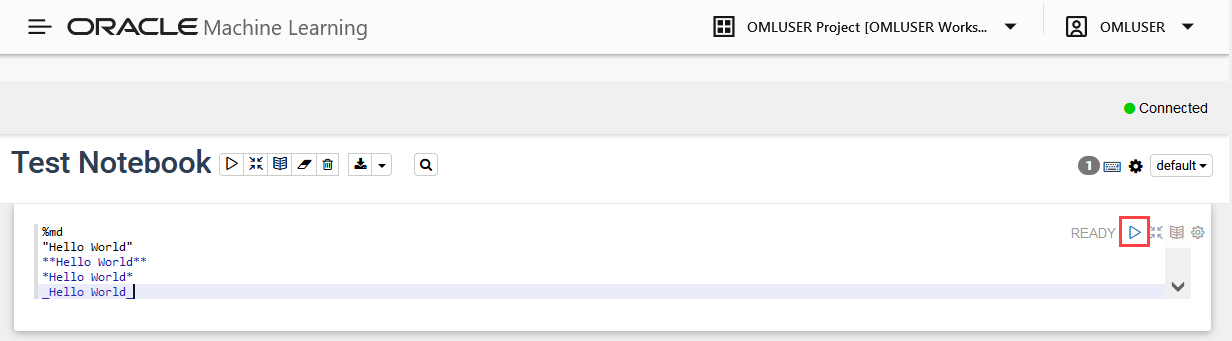 ORACLE Machine Learning
OMLUSER Project [OMLUSER Works...
OMLUSER
Connected
Test Notebook
1
default
%md
"Hello World"
**Hello World**
*Hello World*
_Hello World_
READY